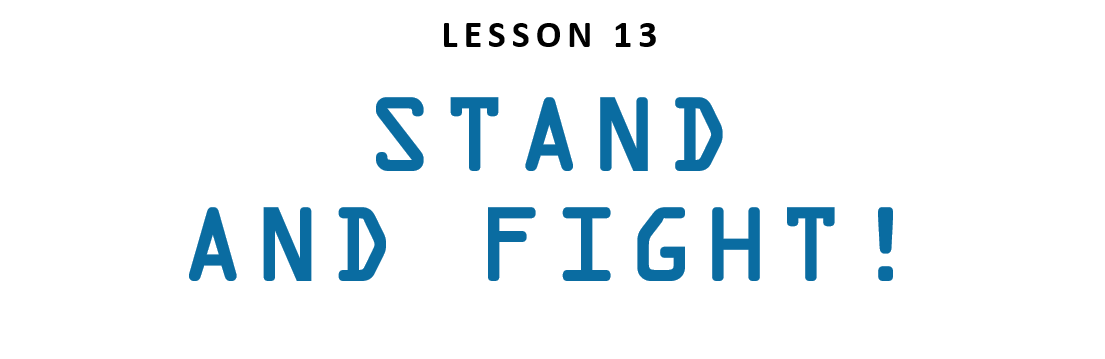 LESSON 13
STAND
AND FIGHT!